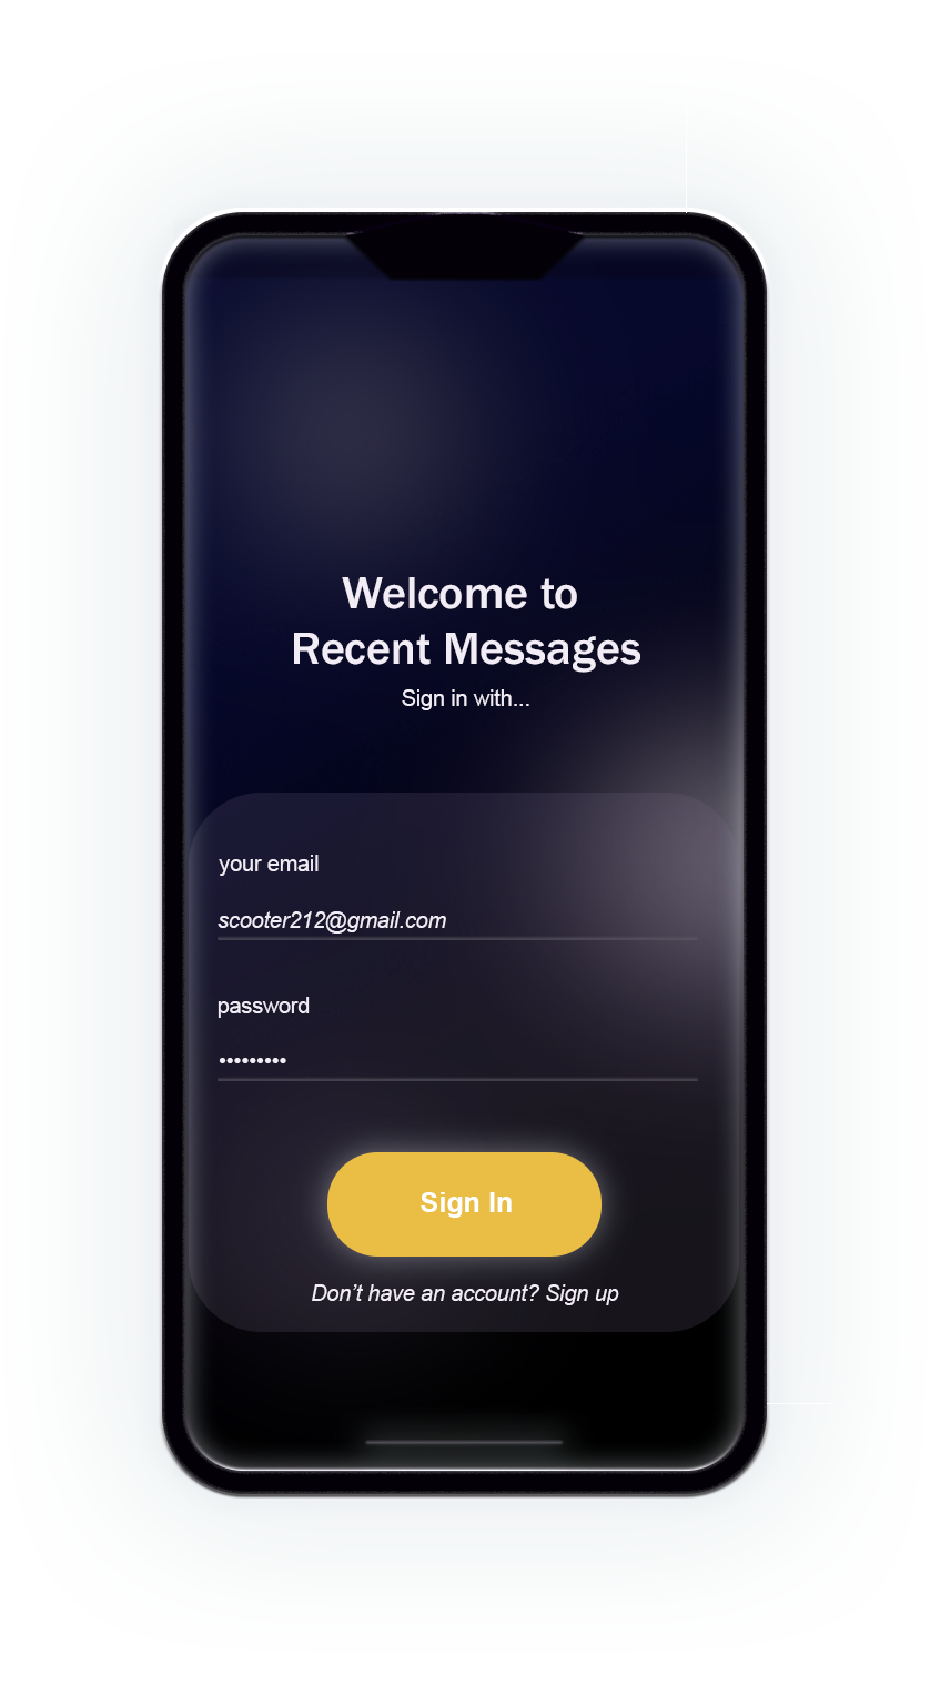 Welcome to
Recent Messages
Sign in with...
your email
scooter212@gmail.com
password
•••••••••
Sign In
Don’t have an account? Sign up